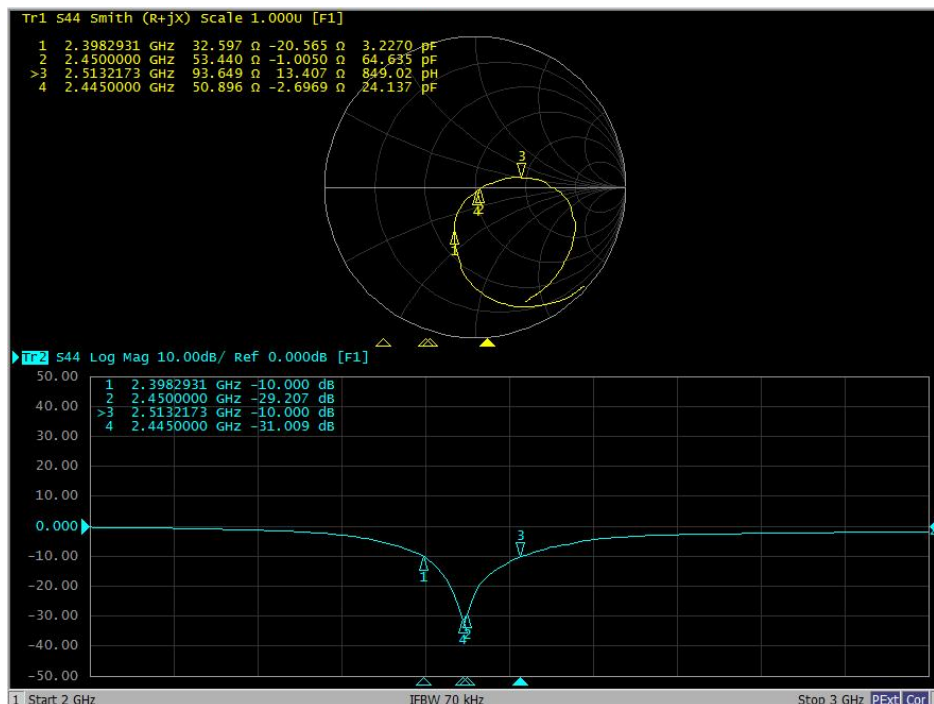 Tr1 S44 Smith (R+jX) Scale 1.000U [F1]
1 2.3982931 GHz 32.597 Ω -20.565 Ω 3.2270 pF
2 2.4500000 GHz 53.440 Ω -1.0050 Ω 64.635 pF
>3 2.5132173 GHz 93.649 Ω 13.407 Ω 849.02 pH
4 2.4450000 GHz 50.896 Ω -2.6969 Ω 24.137 pF
3
4 2
1
Tr2 S44 Log Mag 10.00dB/ Ref 0.000dB [F1]
50.00
1 2.3982931 GHz -10.000 dB
2 2.4500000 GHz -29.207 dB
40.00
>3 2.5132173 GHz -10.000 dB
4 2.4450000 GHz -31.009 dB
30.00
20.00
10.00
0.000
3
-10.00
1
-20.00
-30.00
4 2
-40.00
-50.00
1 Start 2 GHz IFBW 70 kHz Stop 3 GHz PExt Cor